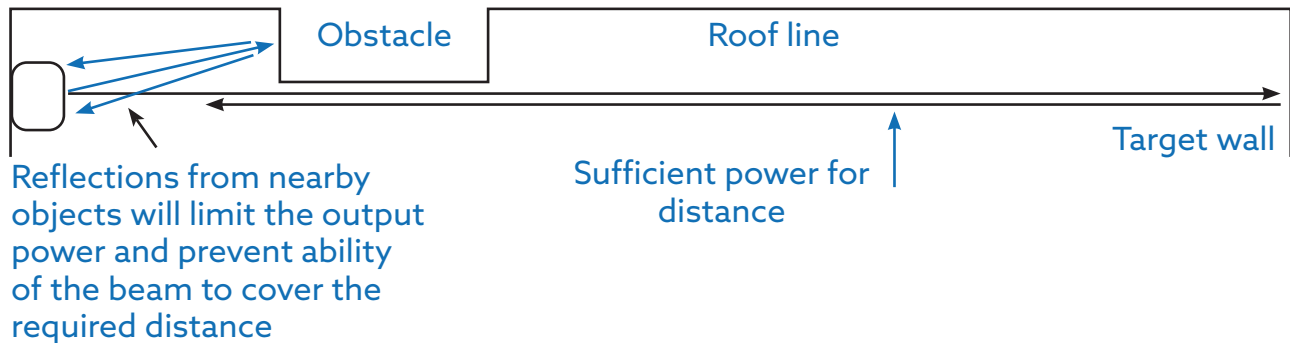 Obstacle
Roof line
Target wall
Sufficient power for
distance
Reflections from nearby
objects will limit the output
power and prevent ability
of the beam to cover the
required distance